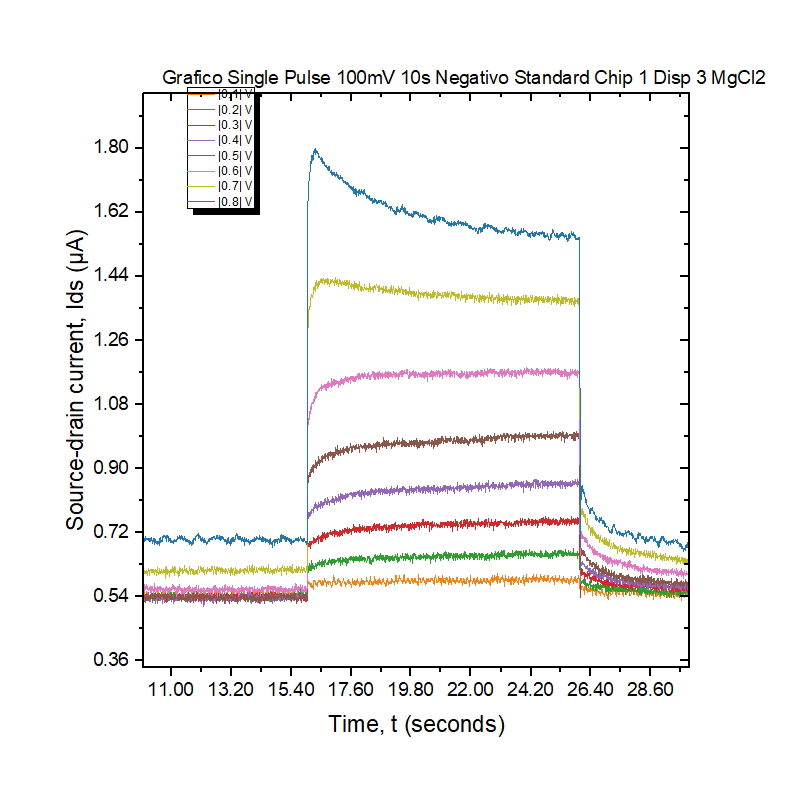 Grafico Single Pulse 100mV 10s Negativo Standard Chip 1 Disp 3 MgCl2
|0.1| V
|0.2| V
|0.3| V
|0.4| V
|0.5| V
|0.6| V
|0.7| V
|0.8| V
1.80
1.62
1.44
1.26
1.08
0.90
0.72
0.54
0.36
Source-drain current, Ids (μA)
11.00 13.20 15.40 17.60 19.80 22.00 24.20 26.40 28.60
Time, t (seconds)